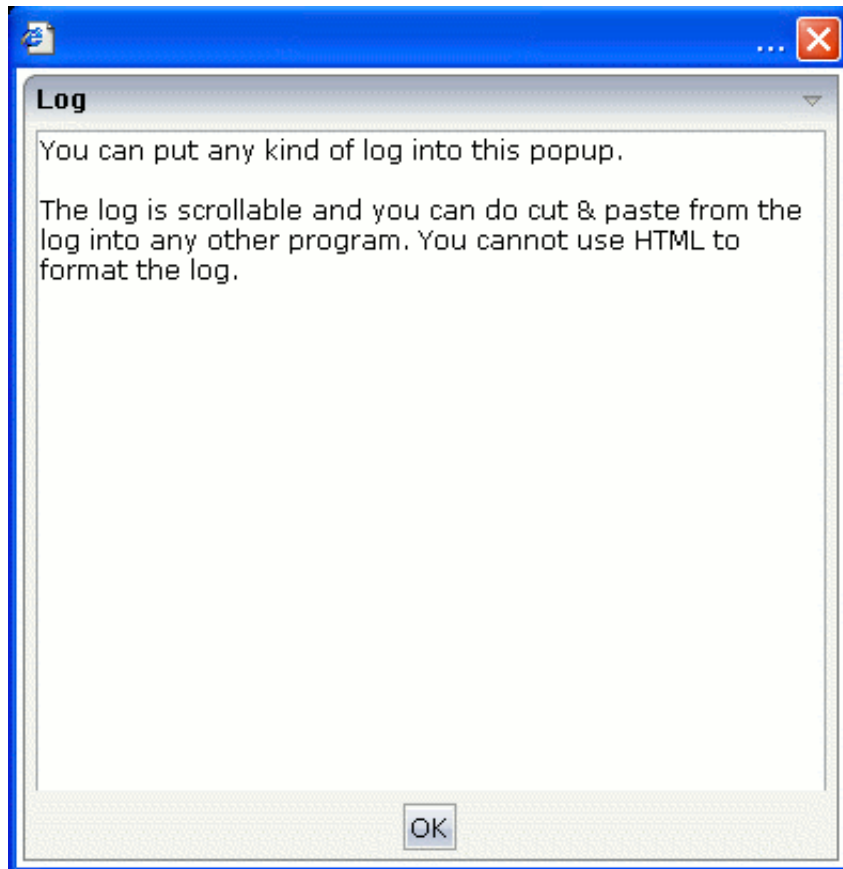 ...
Log
You can put any kind of log into this popup.
The log is scrollable and you can do cut & paste from the
log into any other program. You cannot use HTML to
format the log.
OK